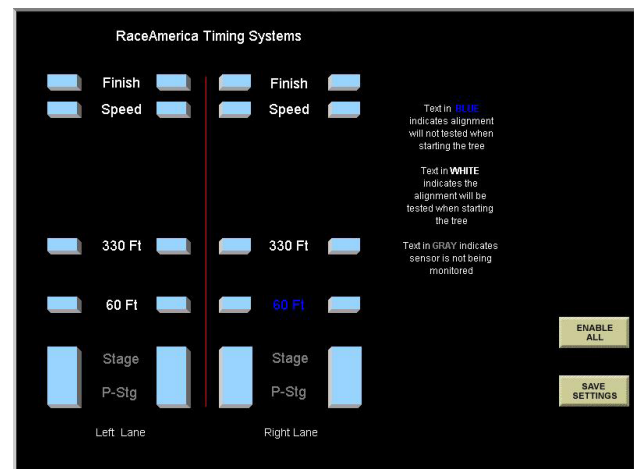 RaceAmerica Timing Systems
Finish
Finish
Speed
Speed
Text in BLUE
indicates alignment
will not tested when
starting the tree
Text in WHITE
indicates the
alignment will be
tested when starting
the tree
330 Ft
330 Ft
Text in GRAY indicates
sensor is not being
monitored
60 Ft
60 Ft
ENABLE
ALL
Stage
Stage
P-Stg
P-Stg
SAVE
SETTINGS
Left Lane
Right Lane